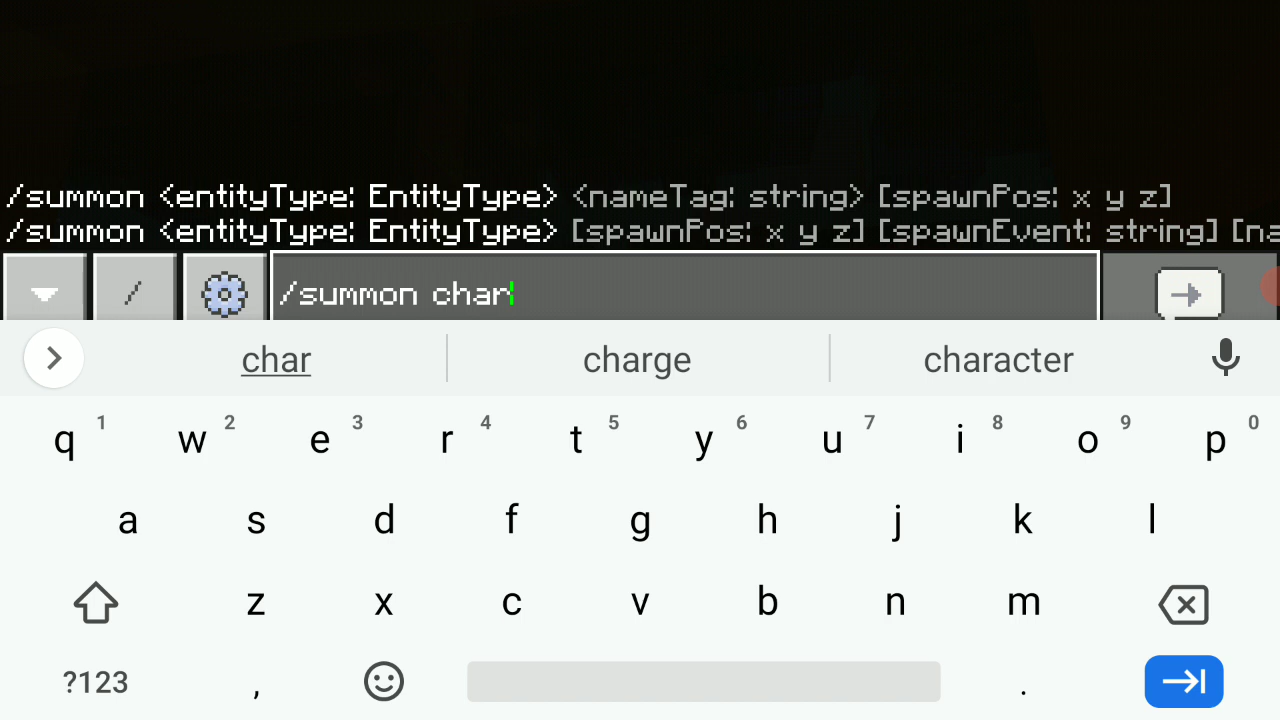 /summon <entityType: EntityType> <nameTag: string> [spawnPos: x y z]
/summon <entityType: EntityType> [spawnPos: x y z] [spawnEvent: string] [na
/ /summon char
char charge character
q 1 w 2 e 3 r 4 t 5 y 6 u 7 i 8 o 9 p 0
a s d f g h j k l
z x c v b n m
?123 , .